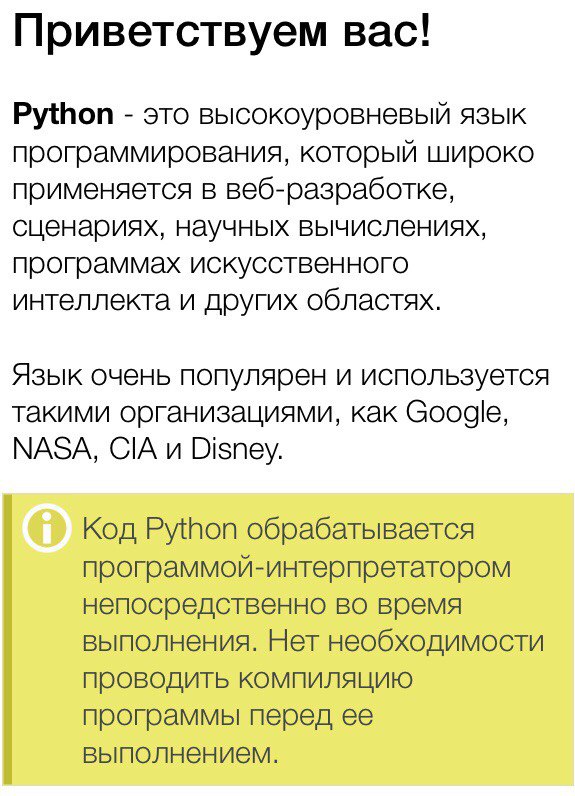 Приветствуем вас!
Python - это высокоуровневый язык
программирования, который широко
применяется в веб-разработке,
сценариях, научных вычислениях,
программах искусственного
интеллекта и других областях.
Язык очень популярен и используется
такими организациями, как Google,
NASA, CIA и Disney.
Код Python обрабатывается
программой-интерпретатором
непосредственно во время
выполнения. Нет необходимости
проводить компиляцию
программы перед ее
выполнением.